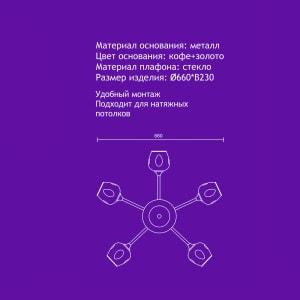 Материал основания: металл
Цвет основания: кофе+золото
Материал плафона: стекло
Размер изделия: Ø660*В230
Удобный монтаж
Подходит для натяжных
потолков
660